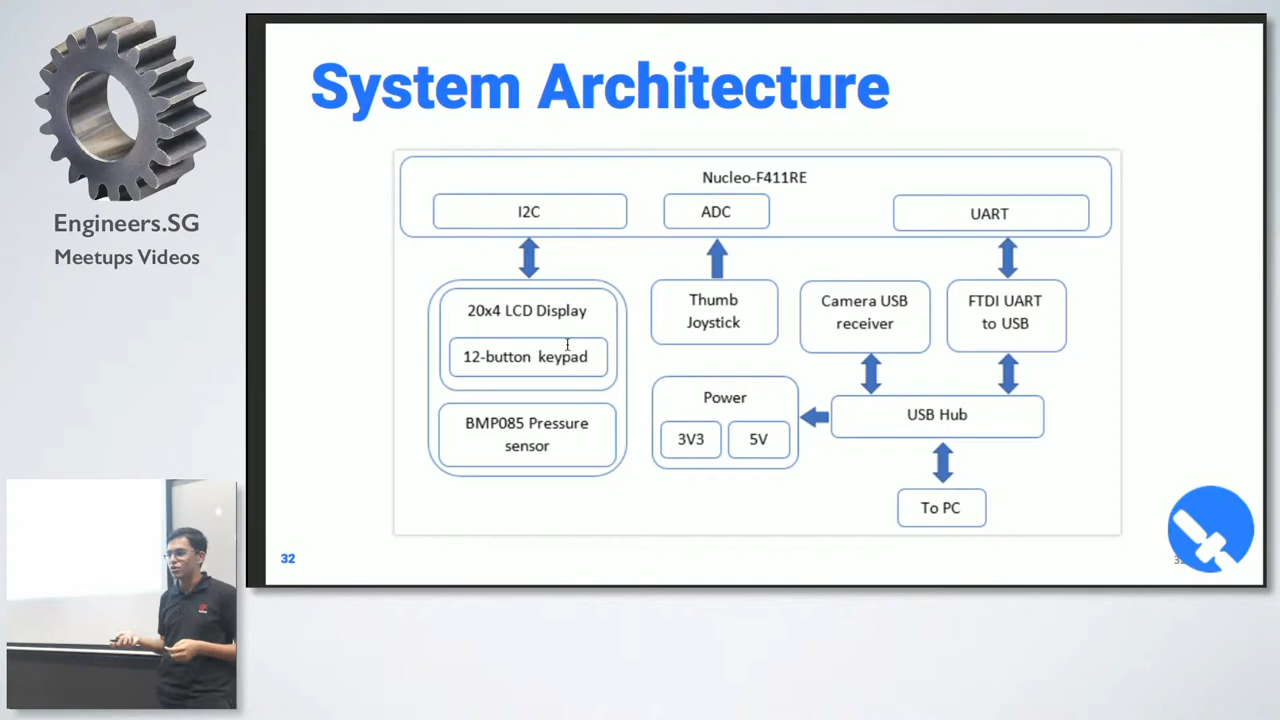 Engineers.SG
Meetups Videos
System Architecture
Nucleo-F411RE
I2C
ADC
UART
20x4 LCD Display
12-button keypad
BMP085 Pressure
sensor
Thumb
Joystick
Camera USB
receiver
FTDI UART
to USB
Power
3V3
5V
USB Hub
To PC
32